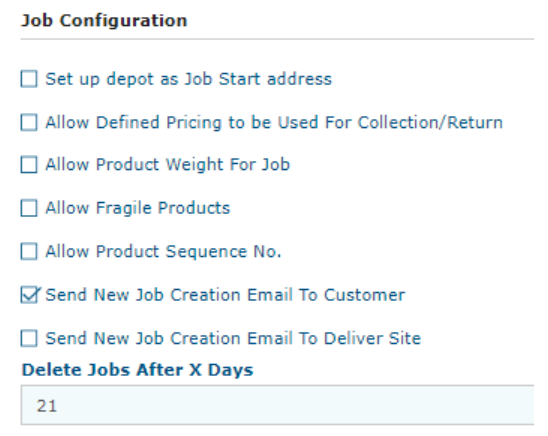 Job Configuration
Set up depot as Job Start address
Allow Defined Pricing to be Used For Collection/Return
Allow Product Weight For Job
Allow Fragile Products
Allow Product Sequence No.
Send New Job Creation Email To Customer
Send New Job Creation Email To Deliver Site
Delete Jobs After X Days
21